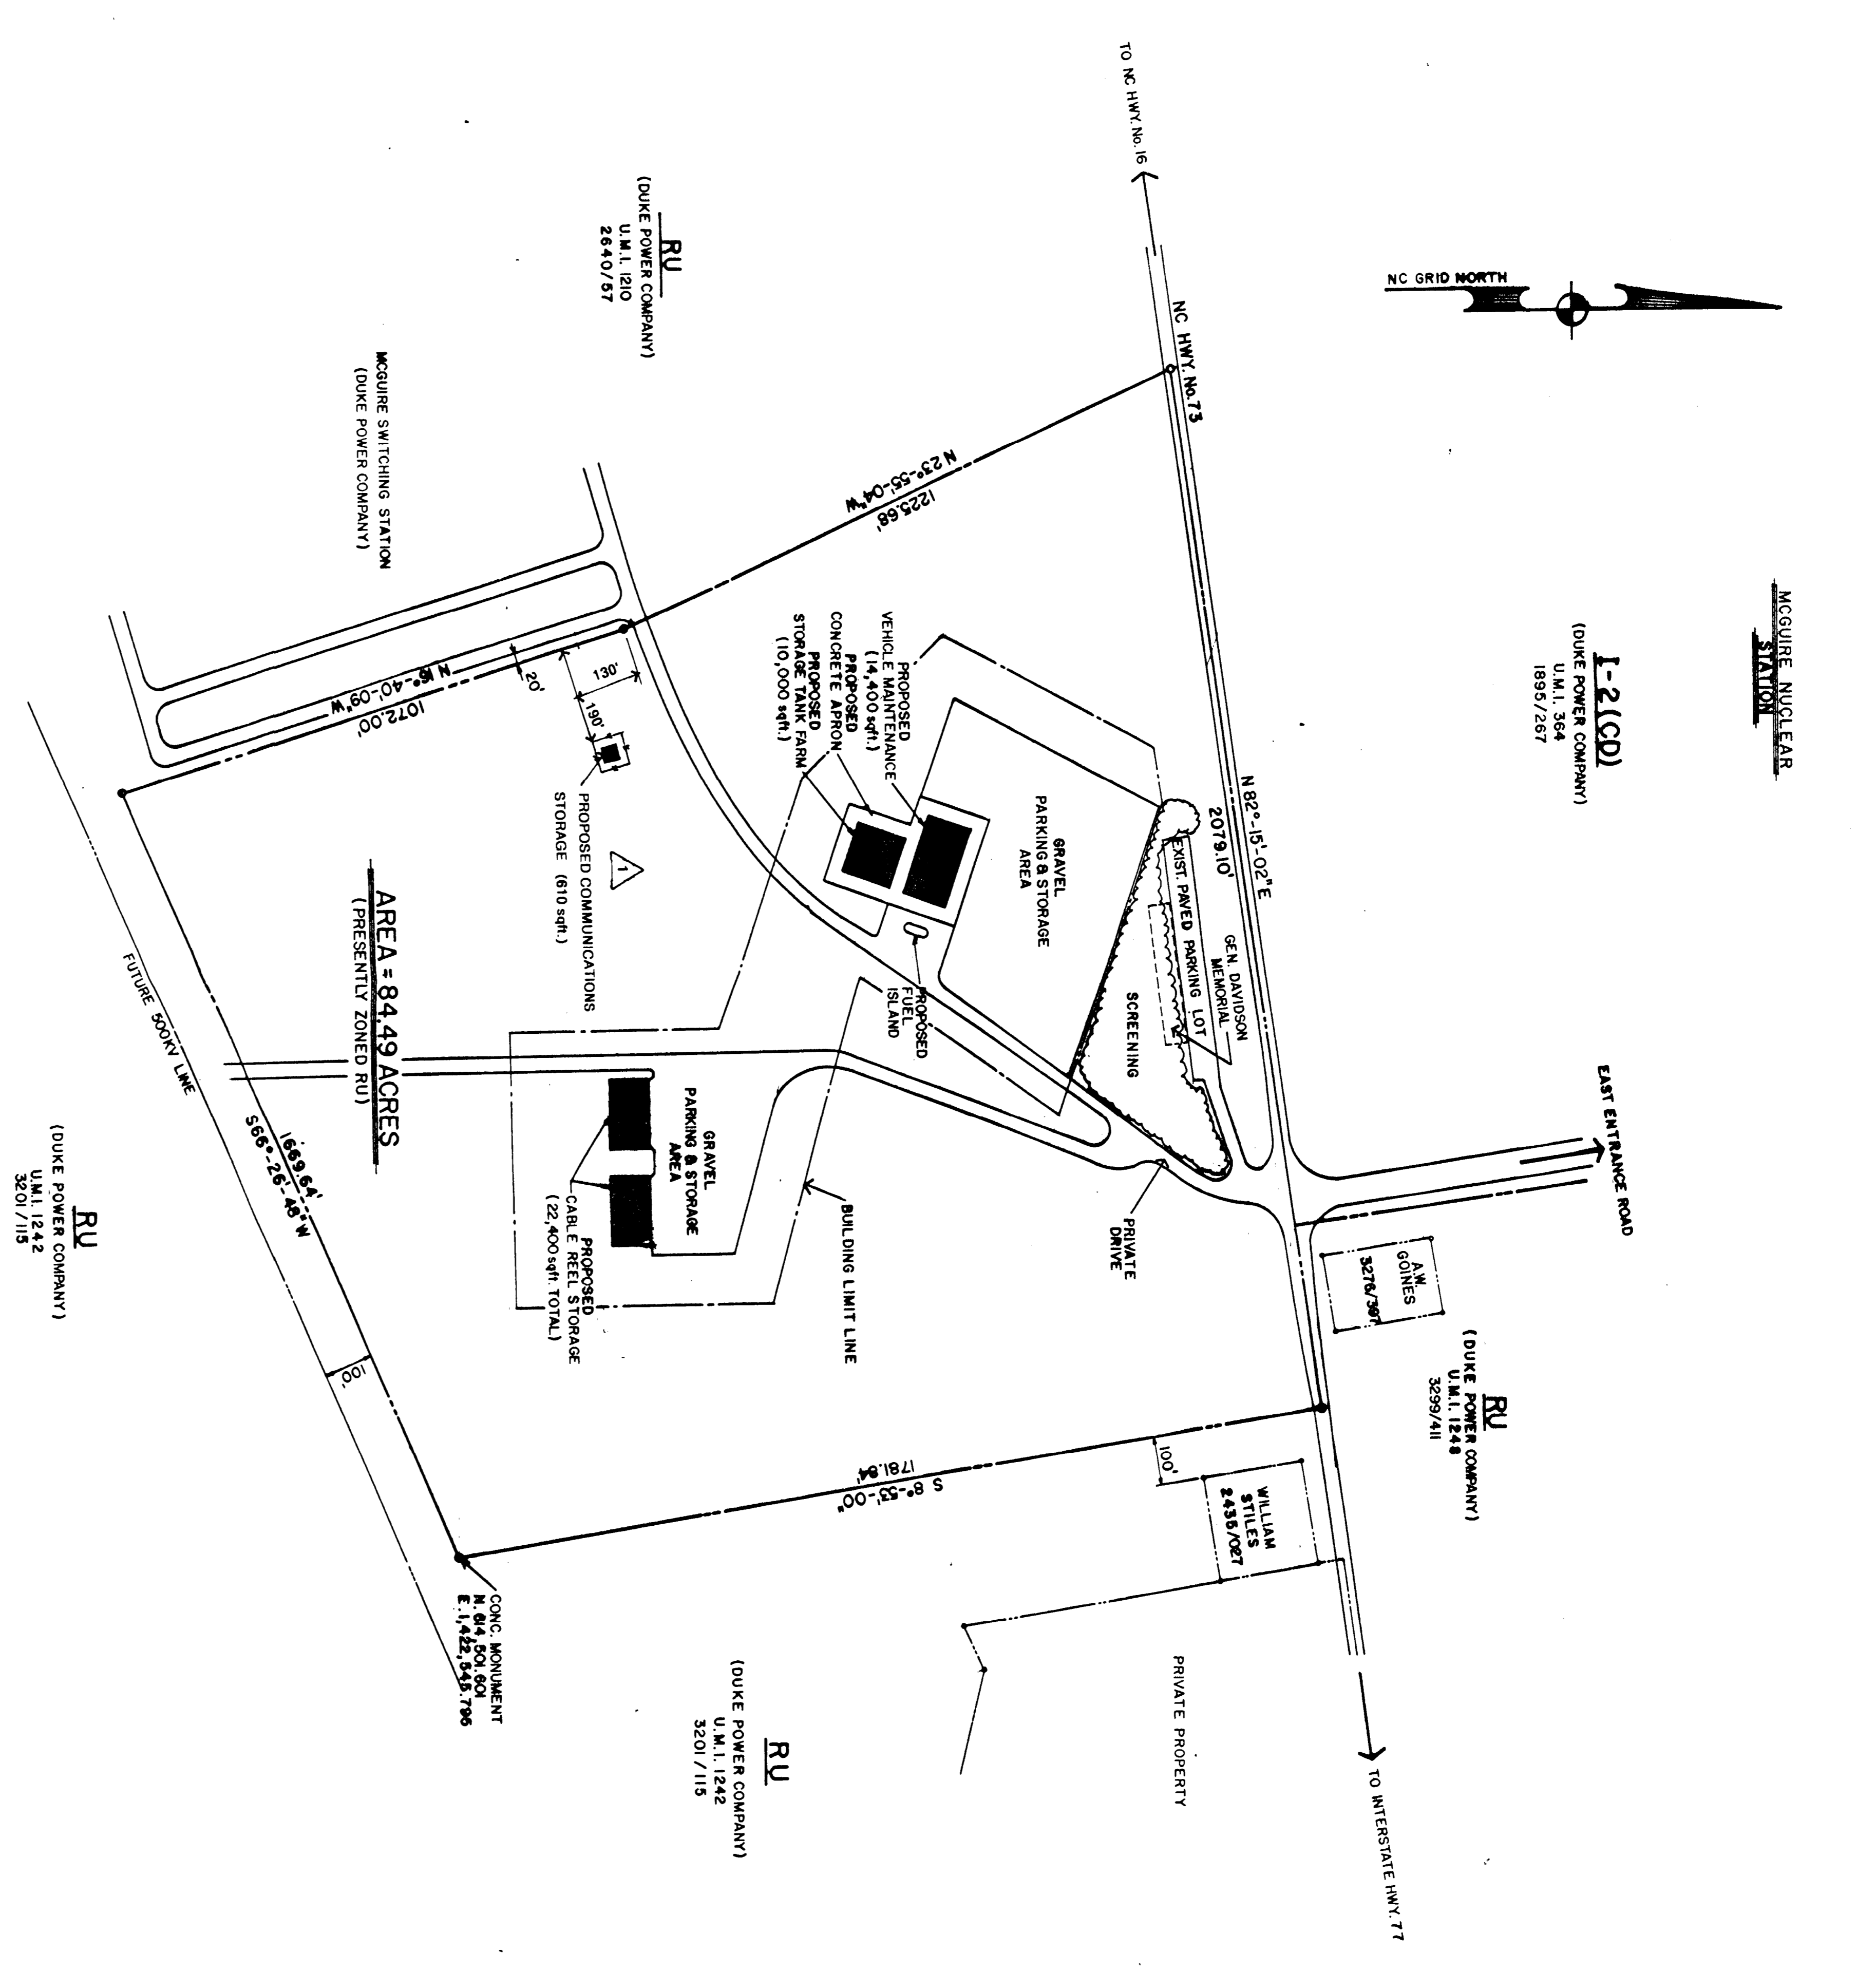 TO NC HWY. No. 16
NC GRID NORTH
MCGUIRE NUCLEAR
STATION
I-2(CD)
(DUKE POWER COMPANY)
U.M.I. 364
1895/267
RU
(DUKE POWER COMPANY)
U.M.I. 1210
2640/57
MCGUIRE SWITCHING STATION
(DUKE POWER COMPANY)
NC HWY. No. 73
N 82°-15'-02" E
2079.10'
N 23°-55'-04" W
1225.68'
N 16°-40'-09" W
1072.00'
20'
130'
190'
PROPOSED
VEHICLE MAINTENANCE
(14,400 sqft.)
PROPOSED
CONCRETE APRON
PROPOSED
STORAGE TANK FARM
(10,000 sqft.)
GRAVEL
PARKING & STORAGE
AREA
EXIST. PAVED PARKING LOT
GEN. DAVIDSON
MEMORIAL
SCREENING
PROPOSED
FUEL
ISLAND
PROPOSED COMMUNICATIONS
STORAGE (610 sqft.)
1
AREA = 84.49 ACRES
(PRESENTLY ZONED RU)
FUTURE 500KV LINE
1669.64'
S66°-26'-48" W
100'
GRAVEL
PARKING & STORAGE
AREA
PROPOSED
CABLE REEL STORAGE
(22,400 sqft. TOTAL)
BUILDING LIMIT LINE
PRIVATE
DRIVE
EAST ENTRANCE ROAD
A.W.
GOINES
3276/397
RU
(DUKE POWER COMPANY)
U.M.I. 1248
3299/411
RU
(DUKE POWER COMPANY)
U.M.I. 1242
3201/115
S 8°-53'-00"
1781.84'
100'
WILLIAM
STILES
2435/027
CONC. MONUMENT
N. 614,501.601
E. 1,422,545.795
RU
(DUKE POWER COMPANY)
U.M.I. 1242
3201/115
PRIVATE PROPERTY
TO INTERSTATE HWY. 77